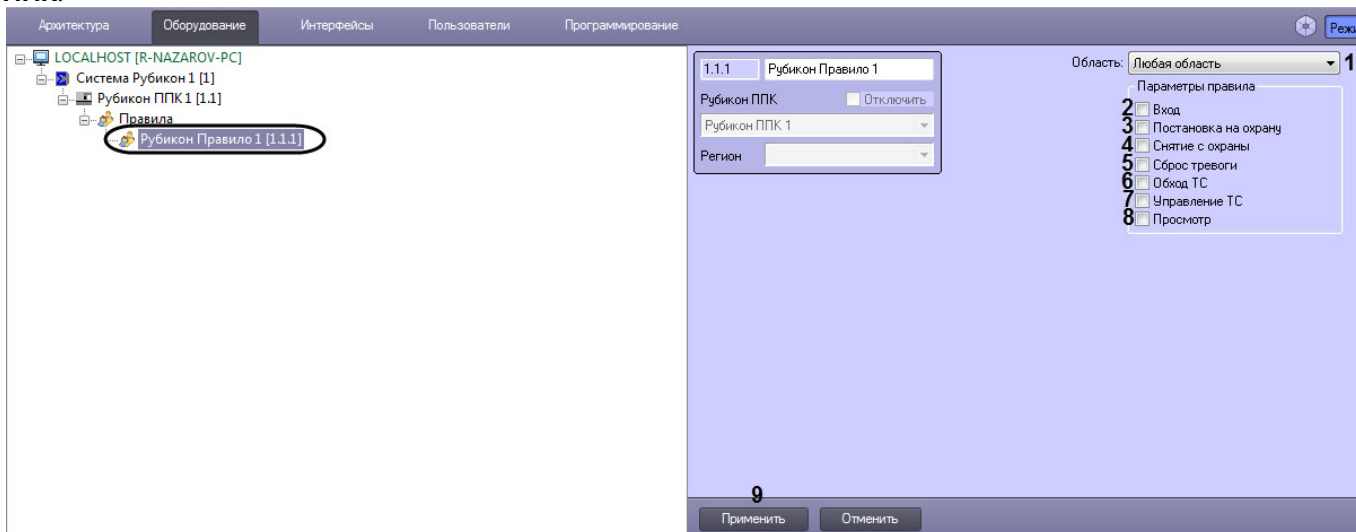 Архитектура Оборудование Интерфейсы Пользователи Программирование
LOCALHOST [R-NAZAROV-PC]
Система Рубикон 1 [1]
Рубикон ППК 1 [1.1]
Правила
Рубикон Правило 1 [1.1.1]
1.1.1 Рубикон Правило 1
Рубикон ППК Отключить
Рубикон ППК 1
Регион
Область: Любая область 1
Параметры правила
2 Вход
3 Постановка на охрану
4 Снятие с охраны
5 Сброс тревоги
6 Обход ТС
7 Управление ТС
8 Просмотр
9
Применить Отменить